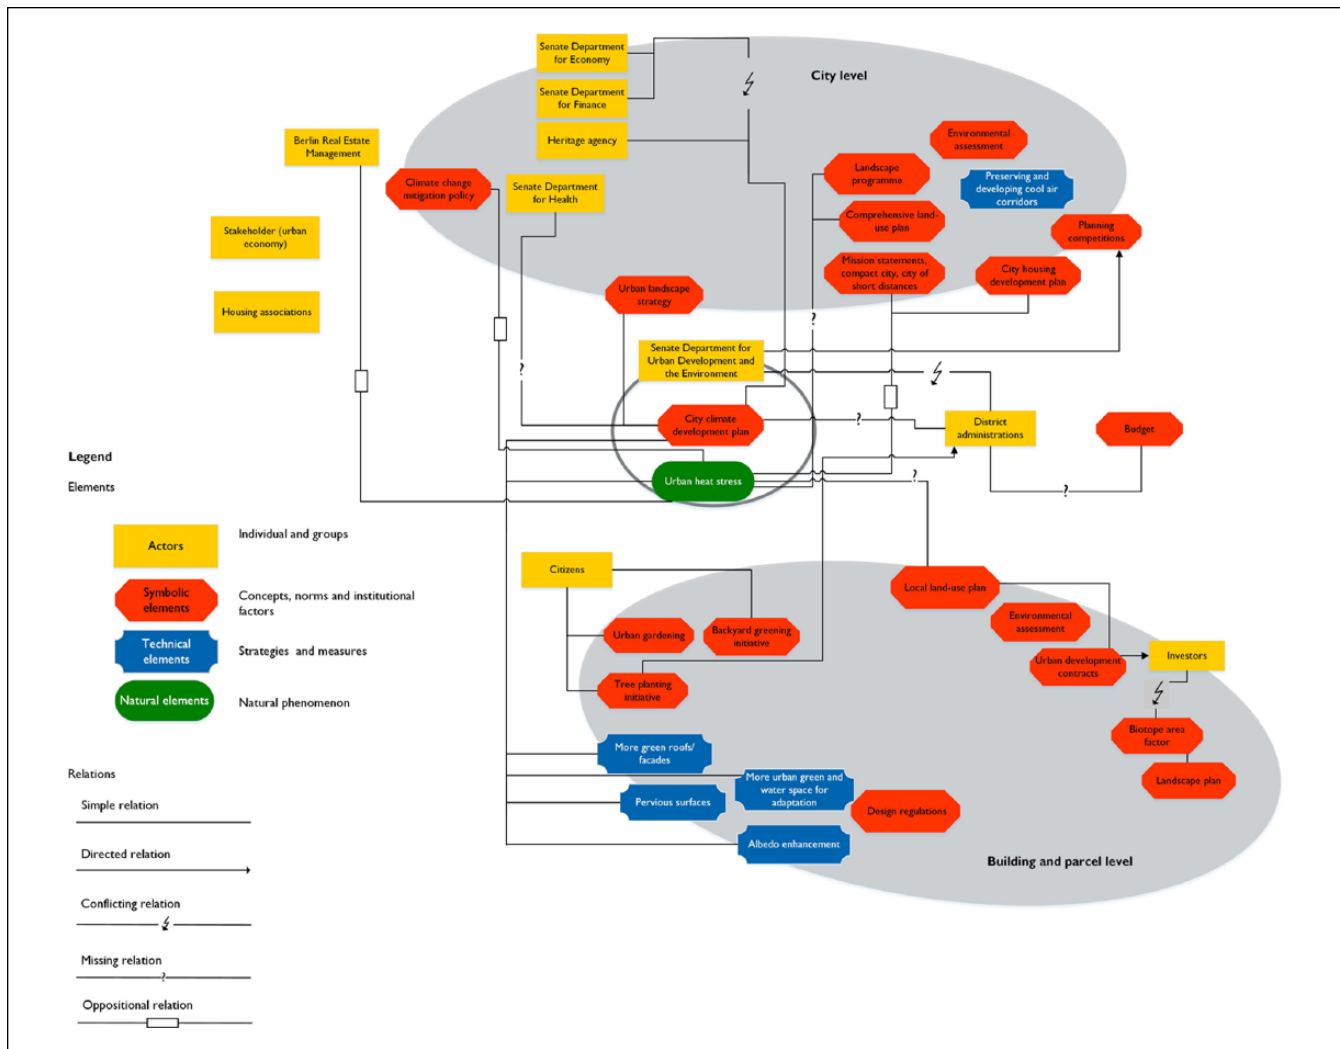 Senate Department
for Economy
City level
Senate Department
for Finance
Heritage agency
Environmental
assessment
Berlin Real Estate
Management
Landscape
programme
Preserving and
developing cool air
corridors
Climate change
mitigation policy
Senate Department
for Health
Comprehensive land-
use plan
Stakeholder (urban
economy)
Planning
competitions
Mission statements,
compact city, city of
short distances
City housing
development plan
Urban landscape
strategy
Housing associations
?
Senate Department for
Urban Development and
the Environment
?
City climate
development plan
?
District
administrations
Budget
Urban heat stress
?
?
Legend
Elements
Actors
Individual and groups
Symbolic
elements
Concepts, norms and institutional
factors
Technical
elements
Strategies and measures
Natural elements
Natural phenomenon
Citizens
Local land-use plan
Urban gardening
Backyard greening
initiative
Environmental
assessment
Urban development
contracts
Investors
Tree planting
initiative
Biotope area
factor
Landscape plan
More green roofs/
facades
More urban green and
water space for
adaptation
Pervious surfaces
Design regulations
Albedo enhancement
Building and parcel level
Relations
Simple relation
Directed relation
Conflicting relation
Missing relation
?
Oppositional relation